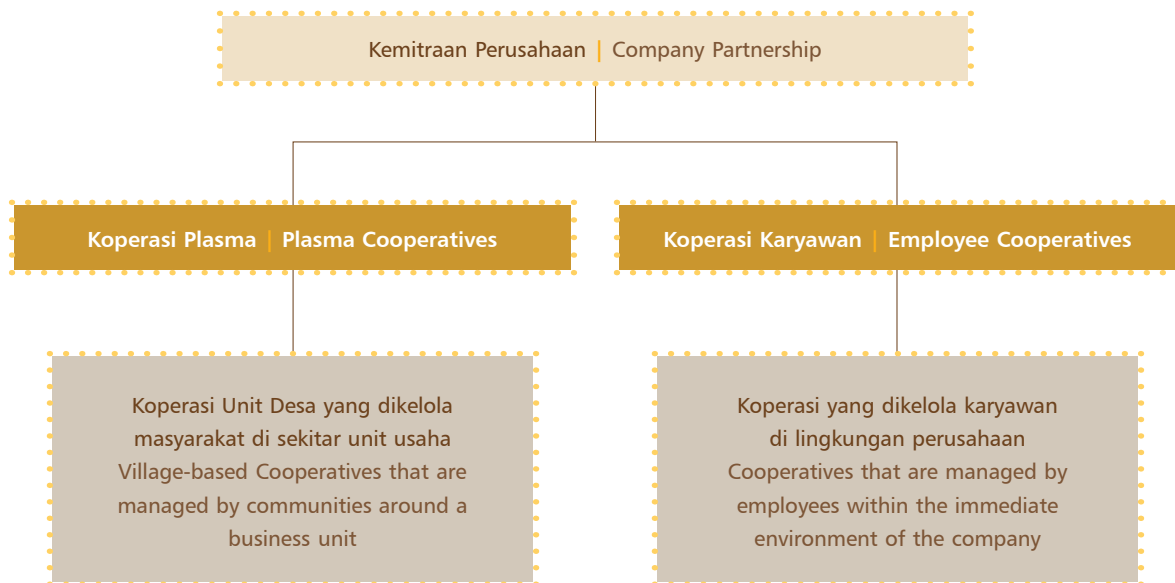 Kemitraan Perusahaan | Company Partnership
Koperasi Plasma | Plasma Cooperatives
Koperasi Karyawan | Employee Cooperatives
Koperasi Unit Desa yang dikelola
masyarakat di sekitar unit usaha
Village-based Cooperatives that are
managed by communities around a
business unit
Koperasi yang dikelola karyawan
di lingkungan perusahaan
Cooperatives that are managed by
employees within the immediate
environment of the company